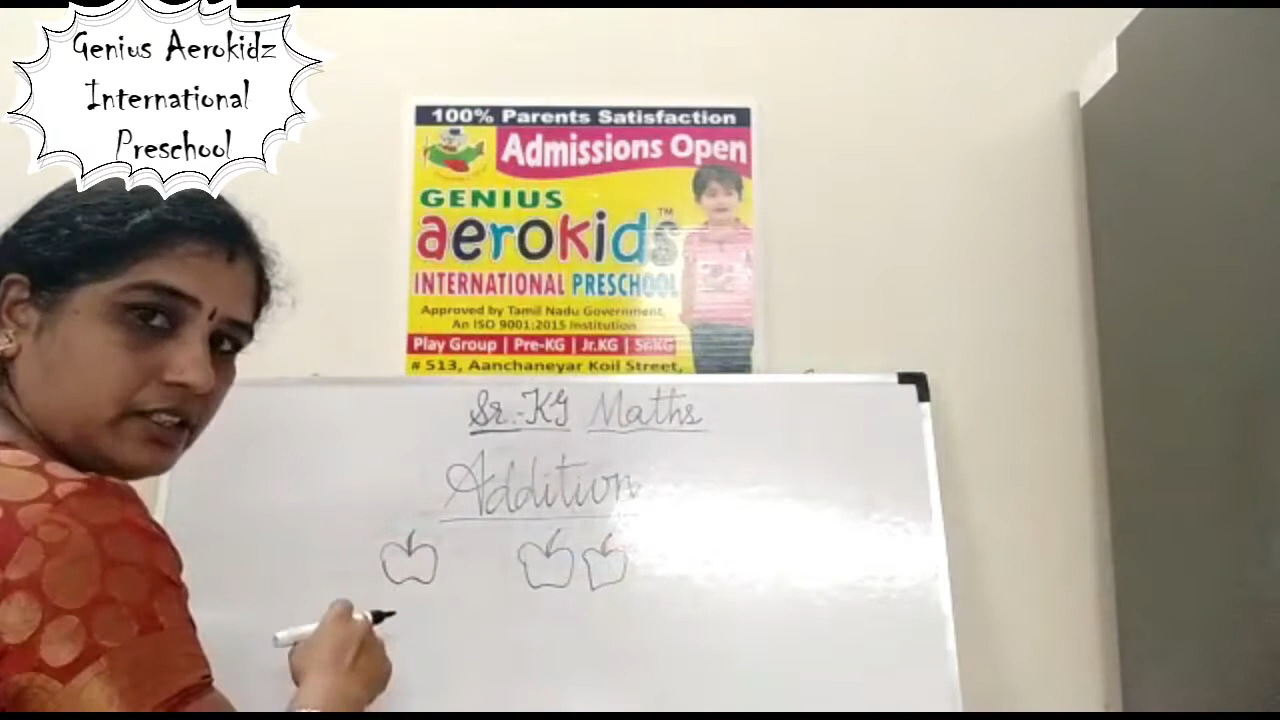 Genius Aerokidz
International
Preschool
100% Parents Satisfaction
Admissions Open
GENIUS
aerokids™
INTERNATIONAL PRESCHOOL
Approved by Tamil Nadu Government,
An ISO 9001:2015 Institution
Play Group | Pre-KG | Jr.KG | Sr.KG
# 513, Aanchaneyar Koil Street,
Sr.-KG Maths
Addition